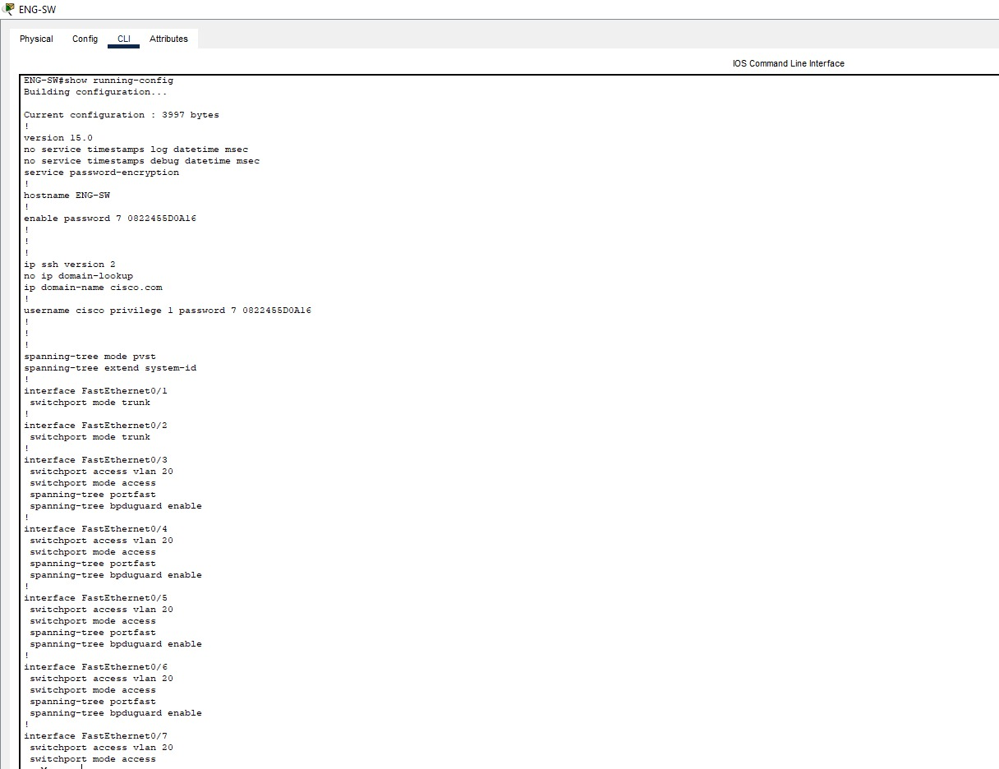 ENG-SW
Physical Config CLI Attributes
IOS Command Line Interface
ENG-SW#show running-config
Building configuration...
Current configuration : 3997 bytes
!
version 15.0
no service timestamps log datetime msec
no service timestamps debug datetime msec
service password-encryption
!
hostname ENG-SW
!
enable password 7 0822455D0A16
!
!
!
ip ssh version 2
no ip domain-lookup
ip domain-name cisco.com
!
username cisco privilege 1 password 7 0822455D0A16
!
!
!
spanning-tree mode pvst
spanning-tree extend system-id
!
interface FastEthernet0/1
 switchport mode trunk
!
interface FastEthernet0/2
 switchport mode trunk
!
interface FastEthernet0/3
 switchport access vlan 20
 switchport mode access
 spanning-tree portfast
 spanning-tree bpduguard enable
!
interface FastEthernet0/4
 switchport access vlan 20
 switchport mode access
 spanning-tree portfast
 spanning-tree bpduguard enable
!
interface FastEthernet0/5
 switchport access vlan 20
 switchport mode access
 spanning-tree portfast
 spanning-tree bpduguard enable
!
interface FastEthernet0/6
 switchport access vlan 20
 switchport mode access
 spanning-tree portfast
 spanning-tree bpduguard enable
!
interface FastEthernet0/7
 switchport access vlan 20
 switchport mode access